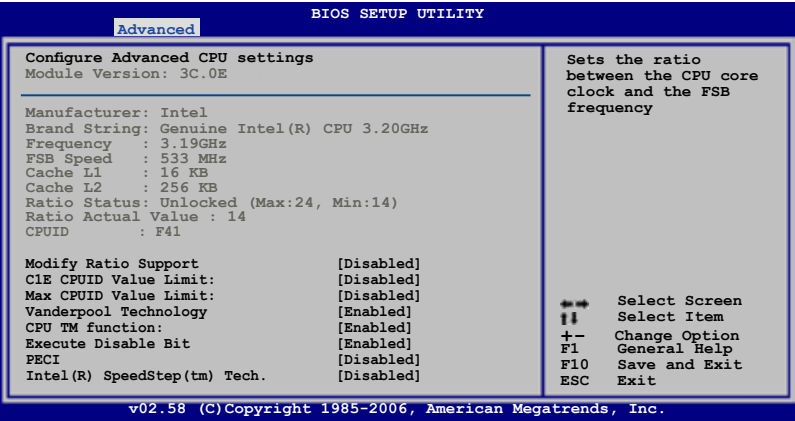 BIOS SETUP UTILITY
Advanced
Configure Advanced CPU settings
Module Version: 3C.0E
Manufacturer: Intel
Brand String: Genuine Intel(R) CPU 3.20GHz
Frequency : 3.19GHz
FSB Speed : 533 MHz
Cache L1 : 16 KB
Cache L2 : 256 KB
Ratio Status: Unlocked (Max:24, Min:14)
Ratio Actual Value : 14
CPUID : F41
Modify Ratio Support [Disabled]
C1E CPUID Value Limit: [Disabled]
Max CPUID Value Limit: [Disabled]
Vanderpool Technology [Enabled]
CPU TM function: [Enabled]
Execute Disable Bit [Enabled]
PECI [Disabled]
Intel(R) SpeedStep(tm) Tech. [Disabled]
Sets the ratio
between the CPU core
clock and the FSB
frequency
←→ Select Screen
↑↓ Select Item
+- Change Option
F1 General Help
F10 Save and Exit
ESC Exit
v02.58 (C)Copyright 1985-2006, American Megatrends, Inc.